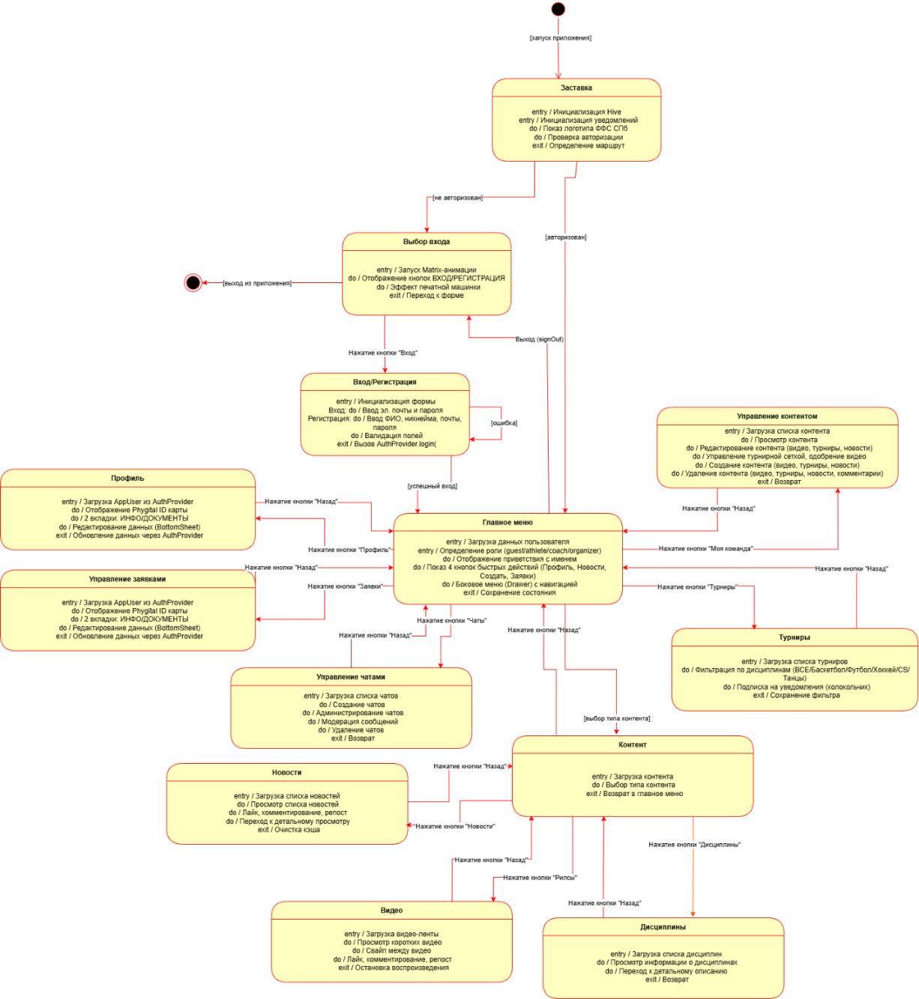 [запуск приложения]
Заставка
entry / Инициализация Hive
entry / Инициализация уведомлений
do / Показ логотипа ФФС СПб
do / Проверка авторизации
exit / Определение маршрут
[не авторизован]
[авторизован]
Выбор входа
entry / Запуск Matrix-анимации
do / Отображение кнопок ВХОД/РЕГИСТРАЦИЯ
do / Эффект печатной машинки
exit / Переход к форме
[выход из приложения]
Выход (signOut)
Нажатие кнопки "Вход"
Вход/Регистрация
entry / Инициализация формы
Вход: do / Ввод эл. почты и пароля
Регистрация: do / Ввод ФИО, никнейма, почты,
пароля
do / Валидация полей
exit / Вызов AuthProvider.login(
[ошибка]
[успешный вход]
Управление контентом
entry / Загрузка списка контента
do / Просмотр контента
do / Редактирование контента (видео, турниры, новости)
do / Управление турнирной сеткой, одобрение видео
do / Создание контента (видео, турниры, новости)
do / Удаление контента (видео, турниры, новости, комментарии)
exit / Возврат
Нажатие кнопки "Назад"
Нажатие кнопки "Моя команда"
Профиль
entry / Загрузка AppUser из AuthProvider
do / Отображение Phygital ID карты
do / 2 вкладки: ИНФО/ДОКУМЕНТЫ
do / Редактирование данных (BottomSheet)
exit / Обновление данных через AuthProvider
Нажатие кнопки "Назад"
Нажатие кнопки "Профиль"
Главное меню
entry / Загрузка данных пользователя
entry / Определение роли (guest/athlete/coach/organizer)
do / Отображение приветствия с именем
do / Показ 4 кнопок быстрых действий (Профиль, Новости,
Создать, Заявки)
do / Боковое меню (Drawer) с навигацией
exit / Сохранение состояния
Нажатие кнопки "Назад"
Нажатие кнопки "Заявки"
Управление заявками
entry / Загрузка AppUser из AuthProvider
do / Отображение Phygital ID карты
do / 2 вкладки: ИНФО/ДОКУМЕНТЫ
do / Редактирование данных (BottomSheet)
exit / Обновление данных через AuthProvider
Нажатие кнопки "Назад"
Нажатие кнопки "Турниры"
Турниры
entry / Загрузка списка турниров
do / Фильтрация по дисциплинам (ВСЕ/Баскетбол/Футбол/Хоккей/CS/
Танцы)
do / Подписка на уведомления (колокольчик)
exit / Сохранение фильтра
Нажатие кнопки "Чаты"
Нажатие кнопки "Назад"
Управление чатами
entry / Загрузка списка чатов
do / Создание чатов
do / Администрирование чатов
do / Модерация сообщений
do / Удаление чатов
exit / Возврат
Нажатие кнопки "Назад"
[выбор типа контента]
Контент
entry / Загрузка контента
do / Выбор типа контента
exit / Возврат в главное меню
Новости
entry / Загрузка списка новостей
do / Просмотр списка новостей
do / Лайк, комментирование, репост
do / Переход к детальному просмотру
exit / Очистка кэша
Нажатие кнопки "Назад"
Нажатие кнопки "Новости"
Нажатие кнопки "Назад"
Нажатие кнопки "Рилсы"
Нажатие кнопки "Дисциплины"
Нажатие кнопки "Назад"
Видео
entry / Загрузка видео-ленты
do / Просмотр коротких видео
do / Свайп между видео
do / Лайк, комментирование, репост
exit / Остановка воспроизведения
Дисциплины
entry / Загрузка списка дисциплин
do / Просмотр информации о дисциплинах
do / Переход к детальному описанию
exit / Возврат